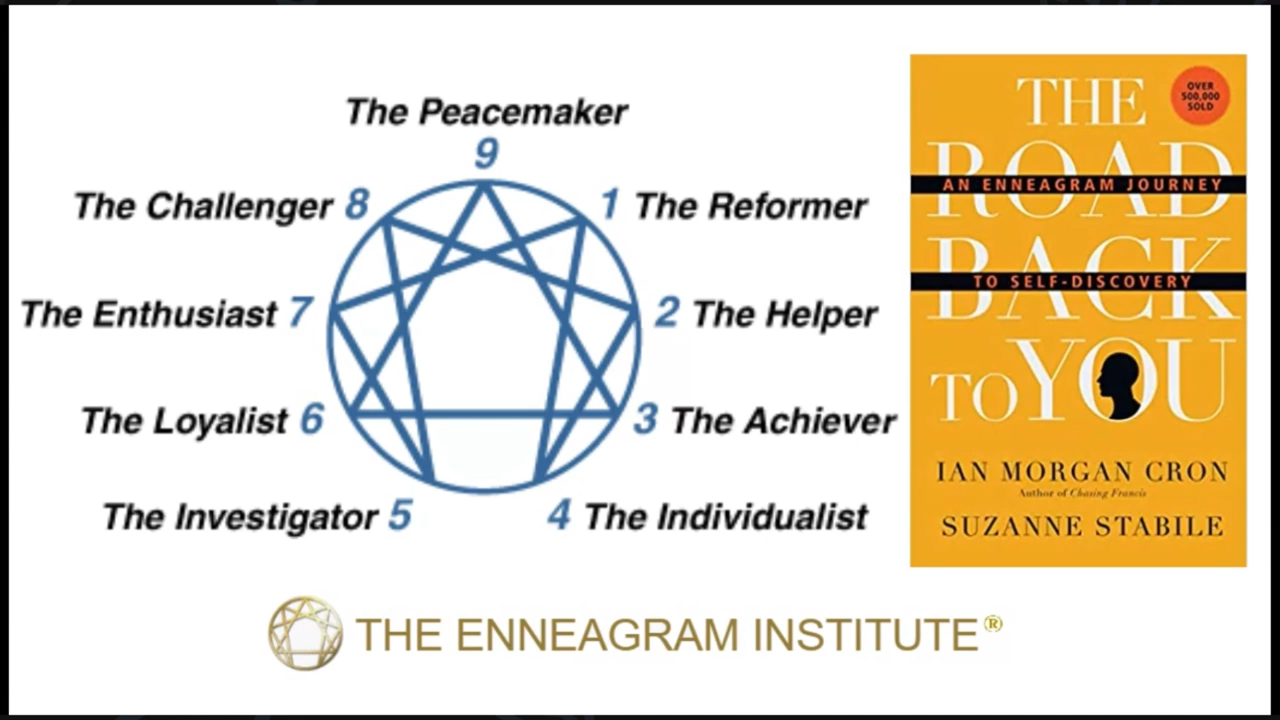 The Peacemaker
9
The Challenger 8
1 The Reformer
The Enthusiast 7
2 The Helper
The Loyalist 6
3 The Achiever
The Investigator 5
4 The Individualist
THE ENNEAGRAM INSTITUTE®
OVER
500,000
SOLD
THE
ROAD
AN ENNEAGRAM JOURNEY
BACK
TO SELF-DISCOVERY
TO YOU
IAN MORGAN CRON
Author of Chasing Francis
SUZANNE STABILE